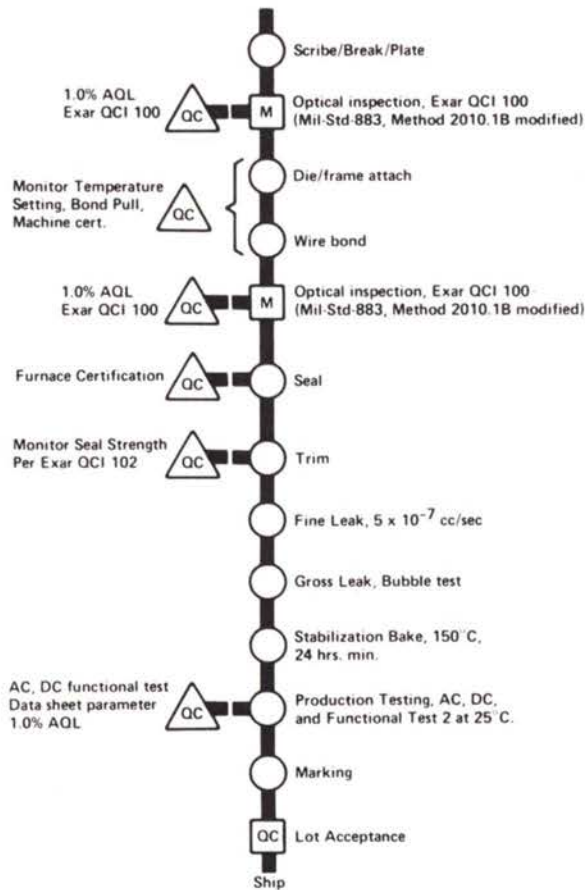 Scribe/Break/Plate
1.0% AQL
Exar QCI 100
QC
M
Optical inspection, Exar QCI 100
(Mil-Std-883, Method 2010.1B modified)
Die/frame attach
Monitor Temperature
Setting, Bond Pull,
Machine cert.
QC
Wire bond
1.0% AQL
Exar QCI 100
QC
M
Optical inspection, Exar QCI 100
(Mil-Std-883, Method 2010.1B modified)
Furnace Certification
QC
Seal
Monitor Seal Strength
Per Exar QCI 102
QC
Trim
Fine Leak, 5 x 10⁻⁷ cc/sec
Gross Leak, Bubble test
Stabilization Bake, 150°C,
24 hrs. min.
AC, DC functional test
Data sheet parameter
1.0% AQL
QC
Production Testing, AC, DC,
and Functional Test 2 at 25°C.
Marking
QC
Lot Acceptance
Ship